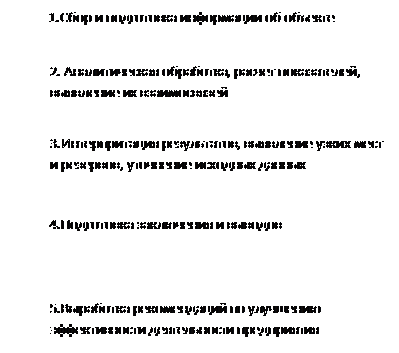 1.Сбор и подготовка информации об объекте
2. Аналитическая обработка, расчет показателей,
выявление их взаимосвязей
3.Интерпритация результатов, выявление узких мест
и резервов, уточнение исходных данных
4.Подготовка заключения и выводов
5.Выработка рекомендаций по улучшению
эффективности деятельности предприятия